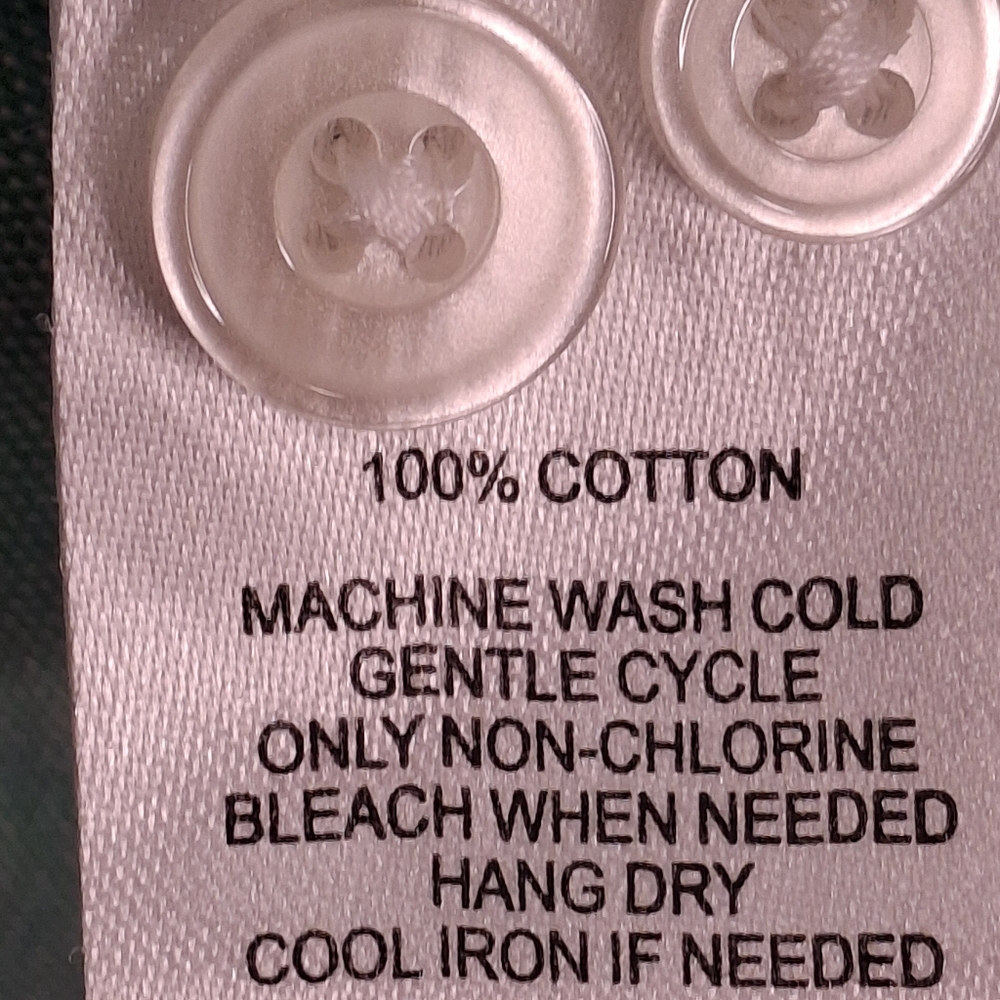 100% COTTON
MACHINE WASH COLD
GENTLE CYCLE
ONLY NON-CHLORINE
BLEACH WHEN NEEDED
HANG DRY
COOL IRON IF NEEDED